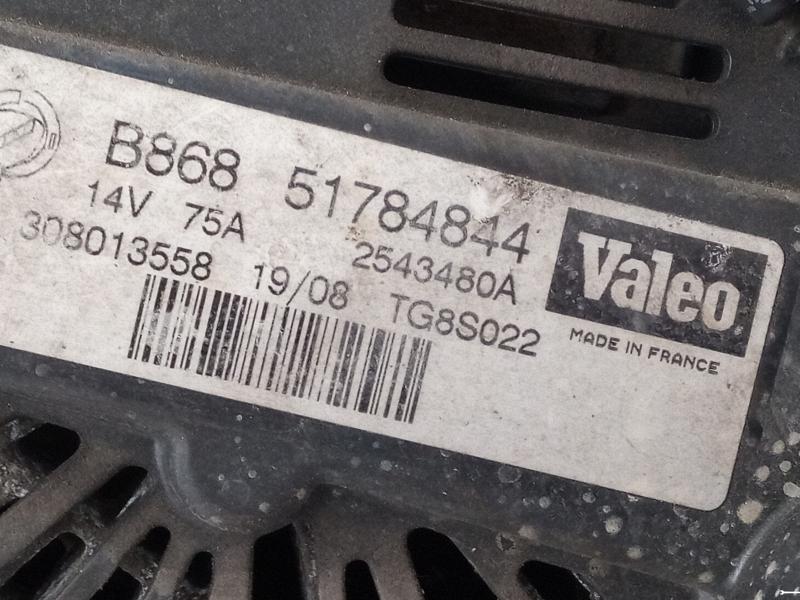 B868 51784844
14V 75A 2543480A
308013558 19/08 TG8S022
Valeo
MADE IN FRANCE